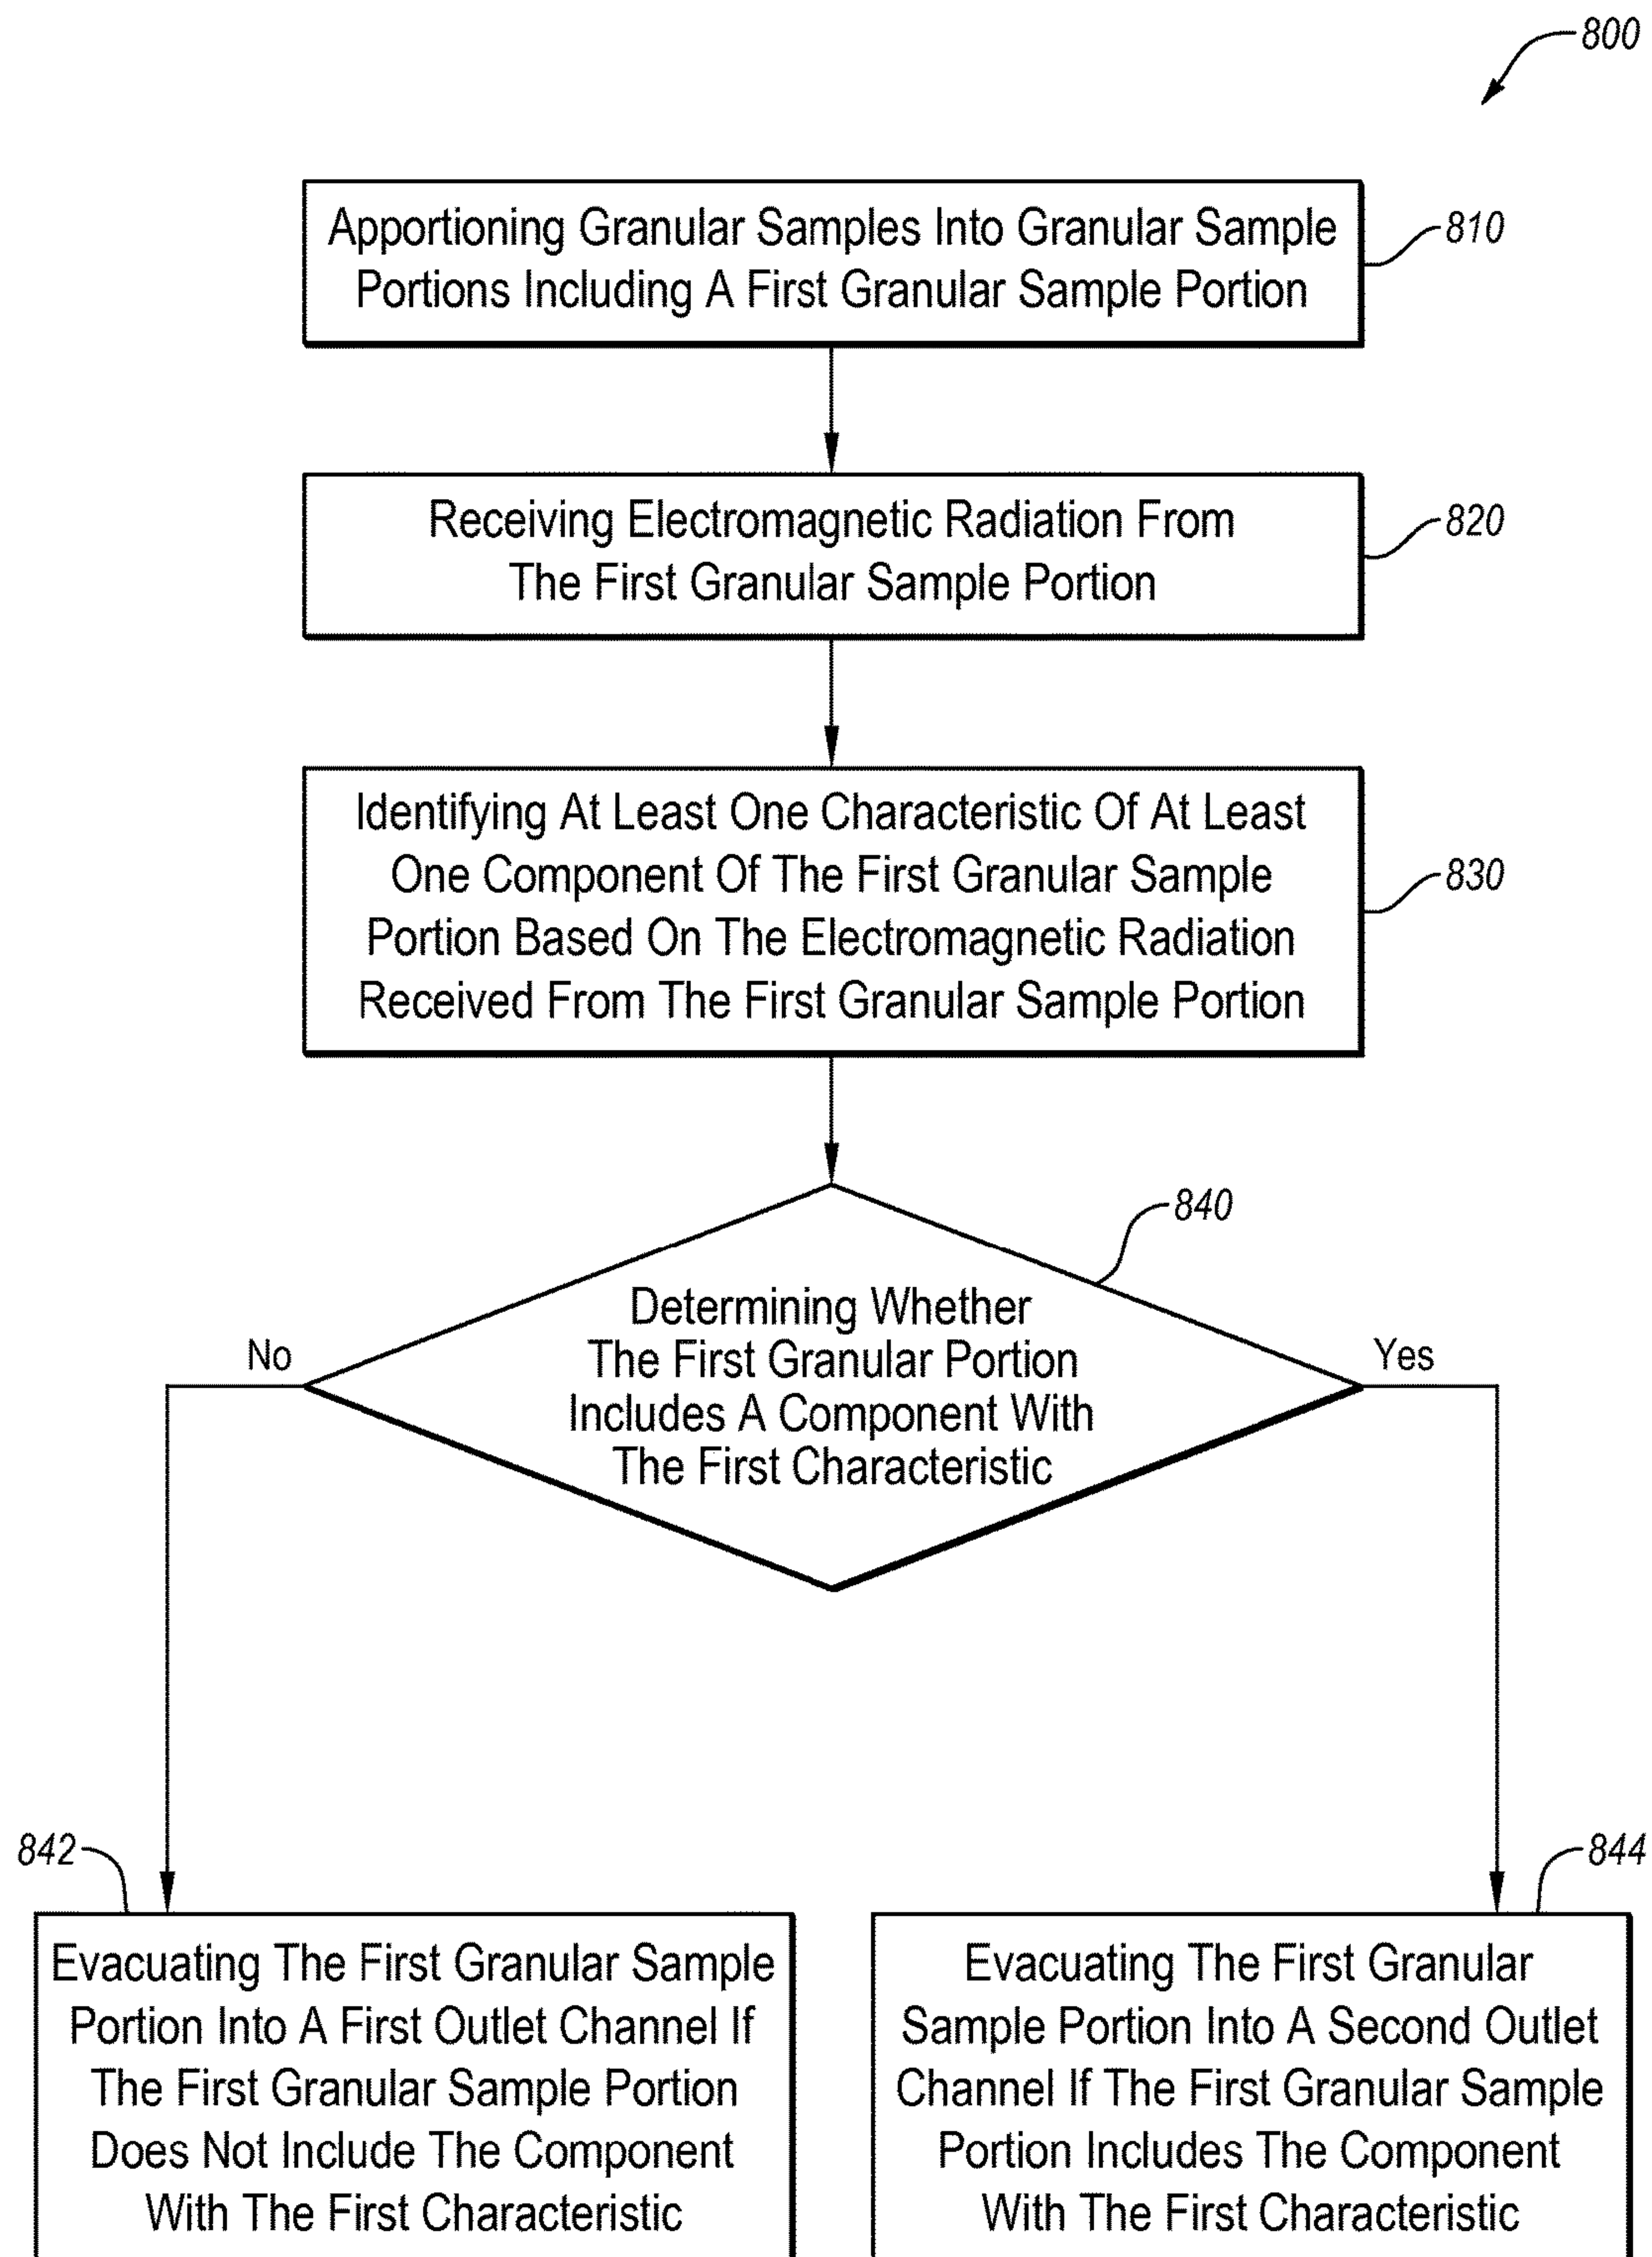 800
Apportioning Granular Samples Into Granular Sample
Portions Including A First Granular Sample Portion
810
Receiving Electromagnetic Radiation From
The First Granular Sample Portion
820
Identifying At Least One Characteristic Of At Least
One Component Of The First Granular Sample
Portion Based On The Electromagnetic Radiation
Received From The First Granular Sample Portion
830
840
Determining Whether
The First Granular Portion
Includes A Component With
The First Characteristic
No
Yes
842
Evacuating The First Granular Sample
Portion Into A First Outlet Channel If
The First Granular Sample Portion
Does Not Include The Component
With The First Characteristic
844
Evacuating The First Granular
Sample Portion Into A Second Outlet
Channel If The First Granular Sample
Portion Includes The Component
With The First Characteristic